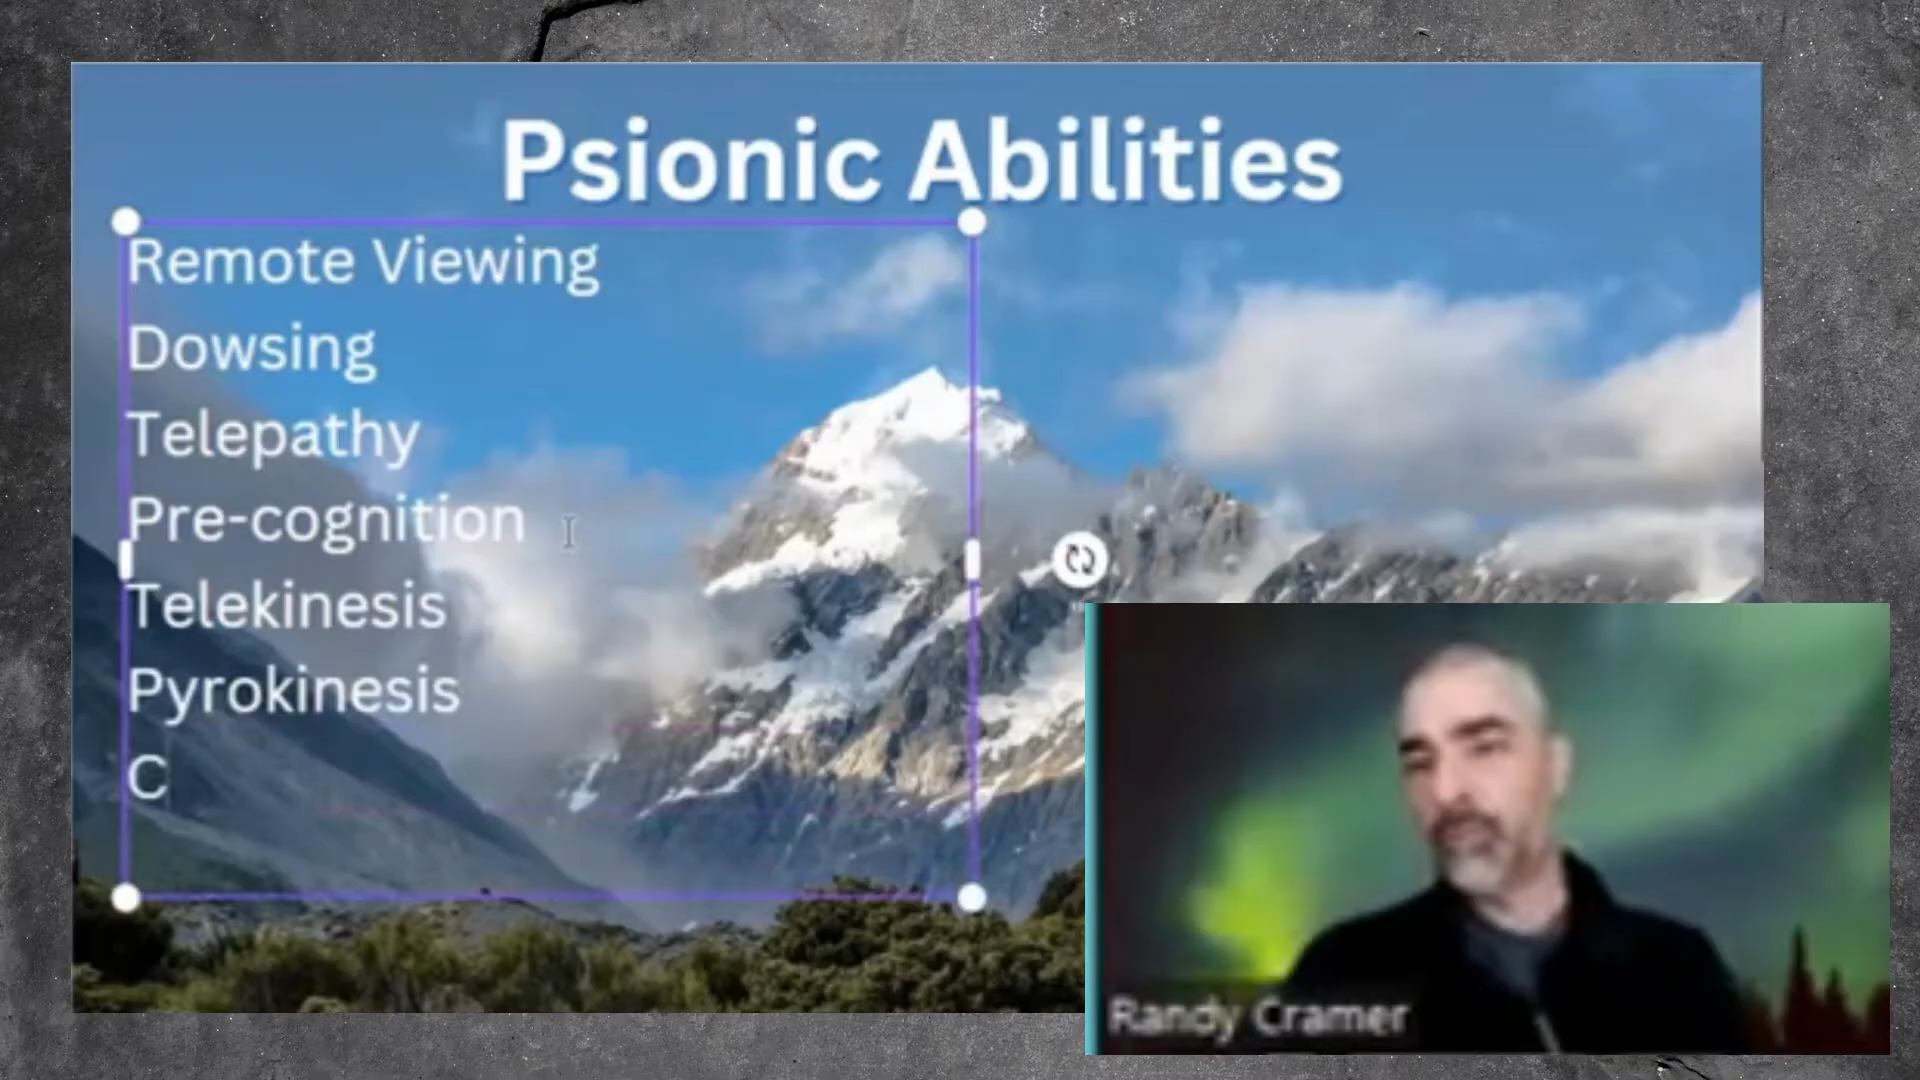 Psionic Abilities
Remote Viewing
Dowsing
Telepathy
Pre-cognition
Telekinesis
Pyrokinesis
C
Randy Cramer